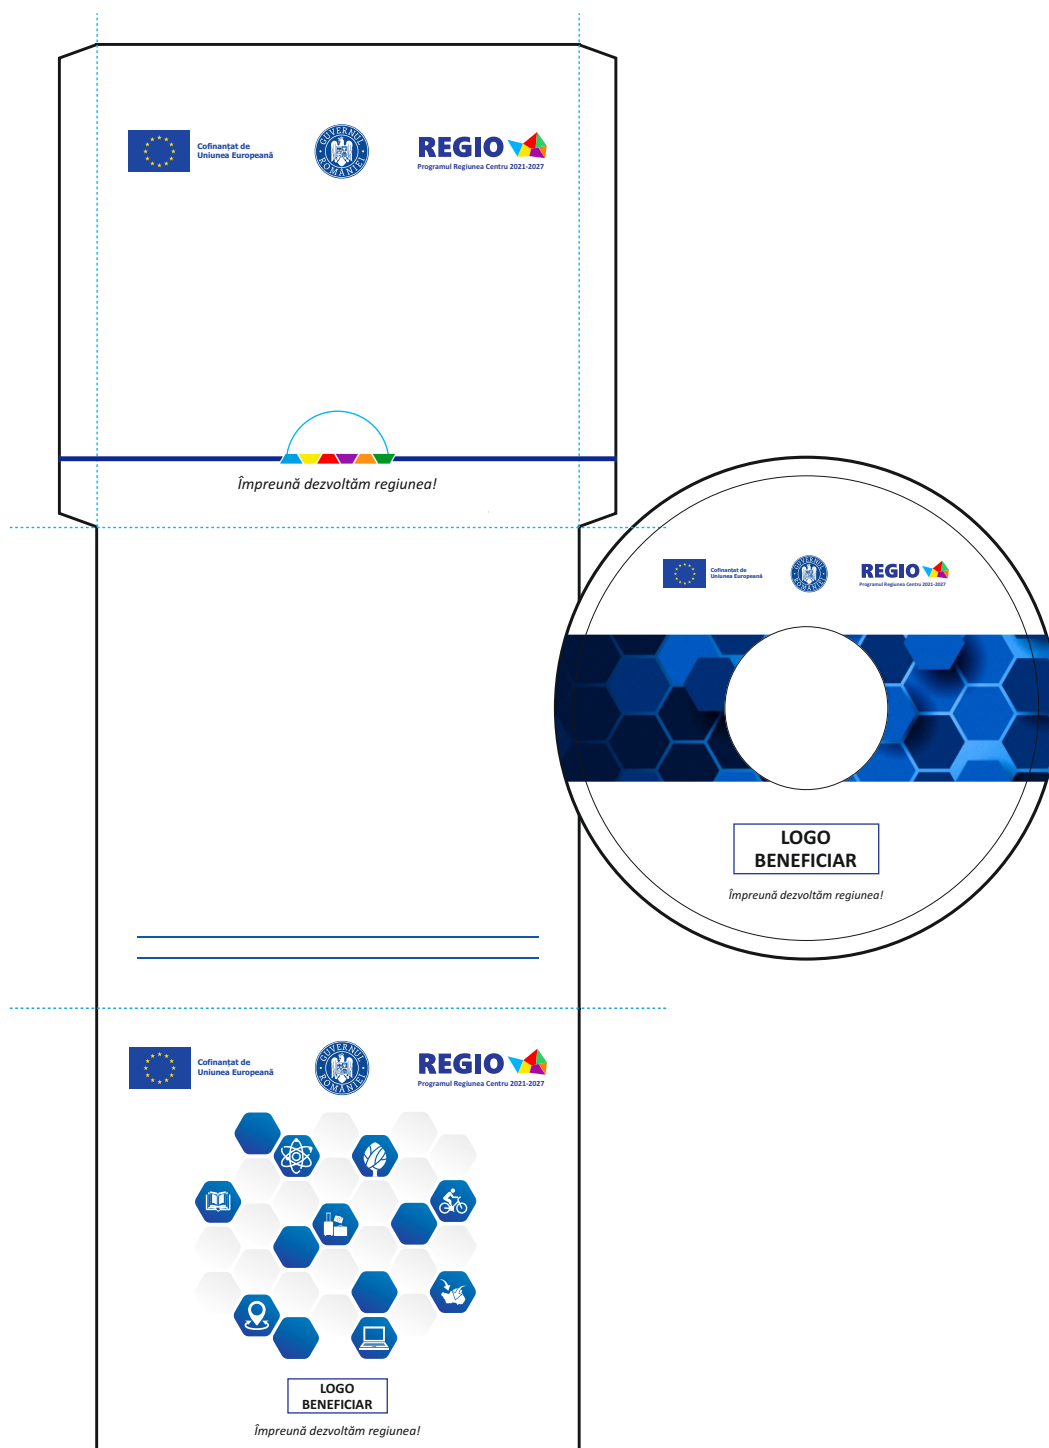 Cofinanțat de
Uniunea Europeană
GUVERNUL
ROMÂNIEI
REGIO
Programul Regiunea Centru 2021-2027
Împreună dezvoltăm regiunea!
Cofinanțat de
Uniunea Europeană
GUVERNUL
ROMÂNIEI
REGIO
Programul Regiunea Centru 2021-2027
LOGO
BENEFICIAR
Împreună dezvoltăm regiunea!
Cofinanțat de
Uniunea Europeană
GUVERNUL
ROMÂNIEI
REGIO
Programul Regiunea Centru 2021-2027
LOGO
BENEFICIAR
Împreună dezvoltăm regiunea!